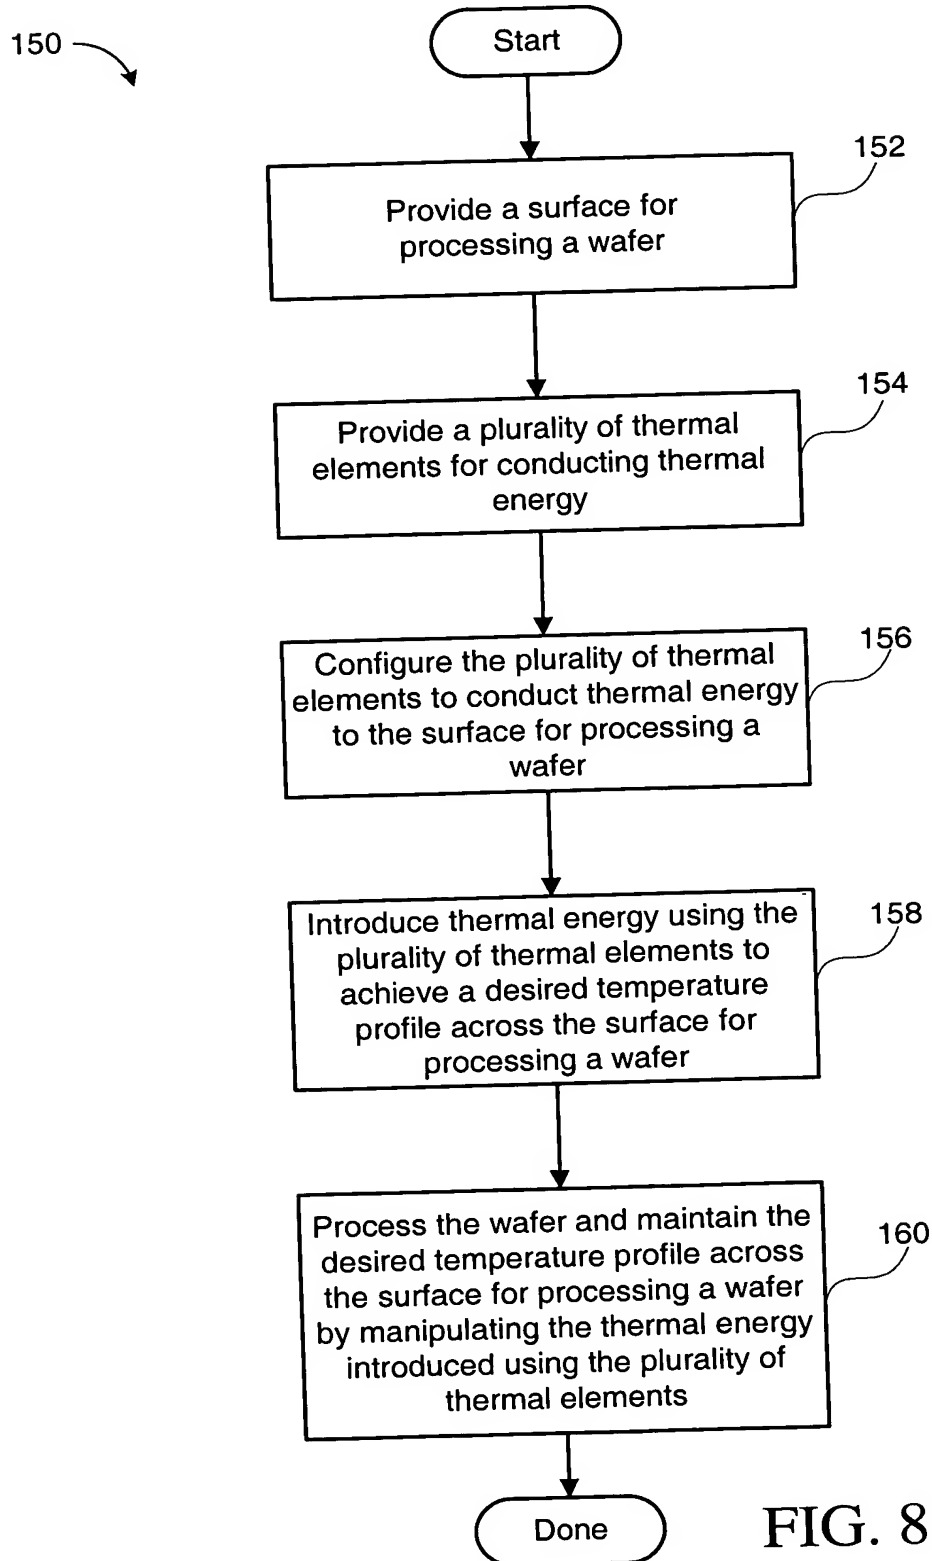 150
Start
152
Provide a surface for
processing a wafer
154
Provide a plurality of thermal
elements for conducting thermal
energy
156
Configure the plurality of thermal
elements to conduct thermal energy
to the surface for processing a
wafer
158
Introduce thermal energy using the
plurality of thermal elements to
achieve a desired temperature
profile across the surface for
processing a wafer
160
Process the wafer and maintain the
desired temperature profile across
the surface for processing a wafer
by manipulating the thermal energy
introduced using the plurality of
thermal elements
Done
FIG. 8